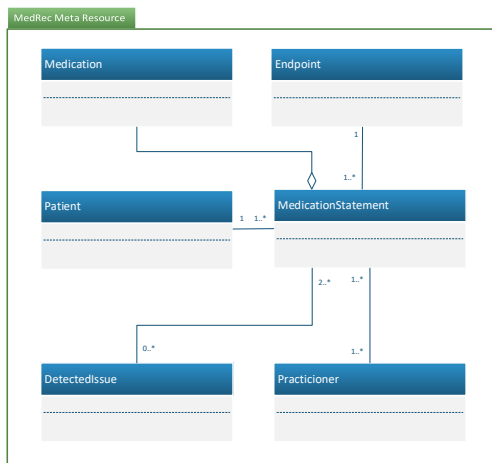 MedRec Meta Resource
Medication
Endpoint
1
1..*
Patient
1
1..*
MedicationStatement
2..*
1..*
0..*
1..*
DetectedIssue
Practicioner